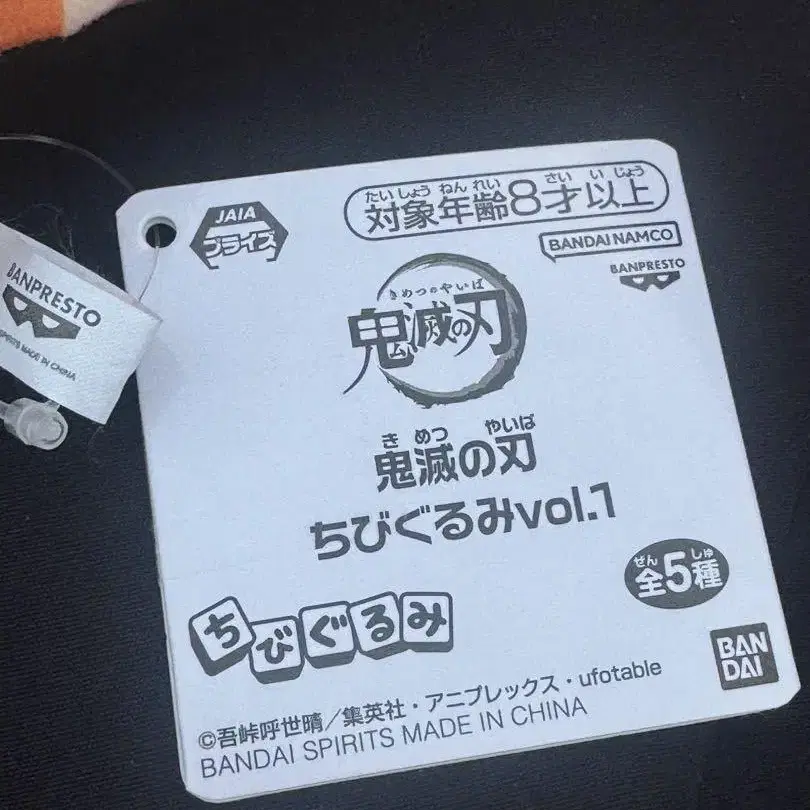 JAIA
プライズ
たいしょう ねん れい さい い じょう
対象年齢8才以上
BANDAI NAMCO
BANPRESTO
きめつのやいば
鬼滅の刃
き めつ やいば
鬼滅の刃
ちびぐるみvol.1
ぜん しゅ
全5種
ちびぐるみ
BAN
DAI
©吾峠呼世晴／集英社・アニプレックス・ufotable
BANDAI SPIRITS MADE IN CHINA
BANPRESTO
SPIRITS MADE IN CHINA